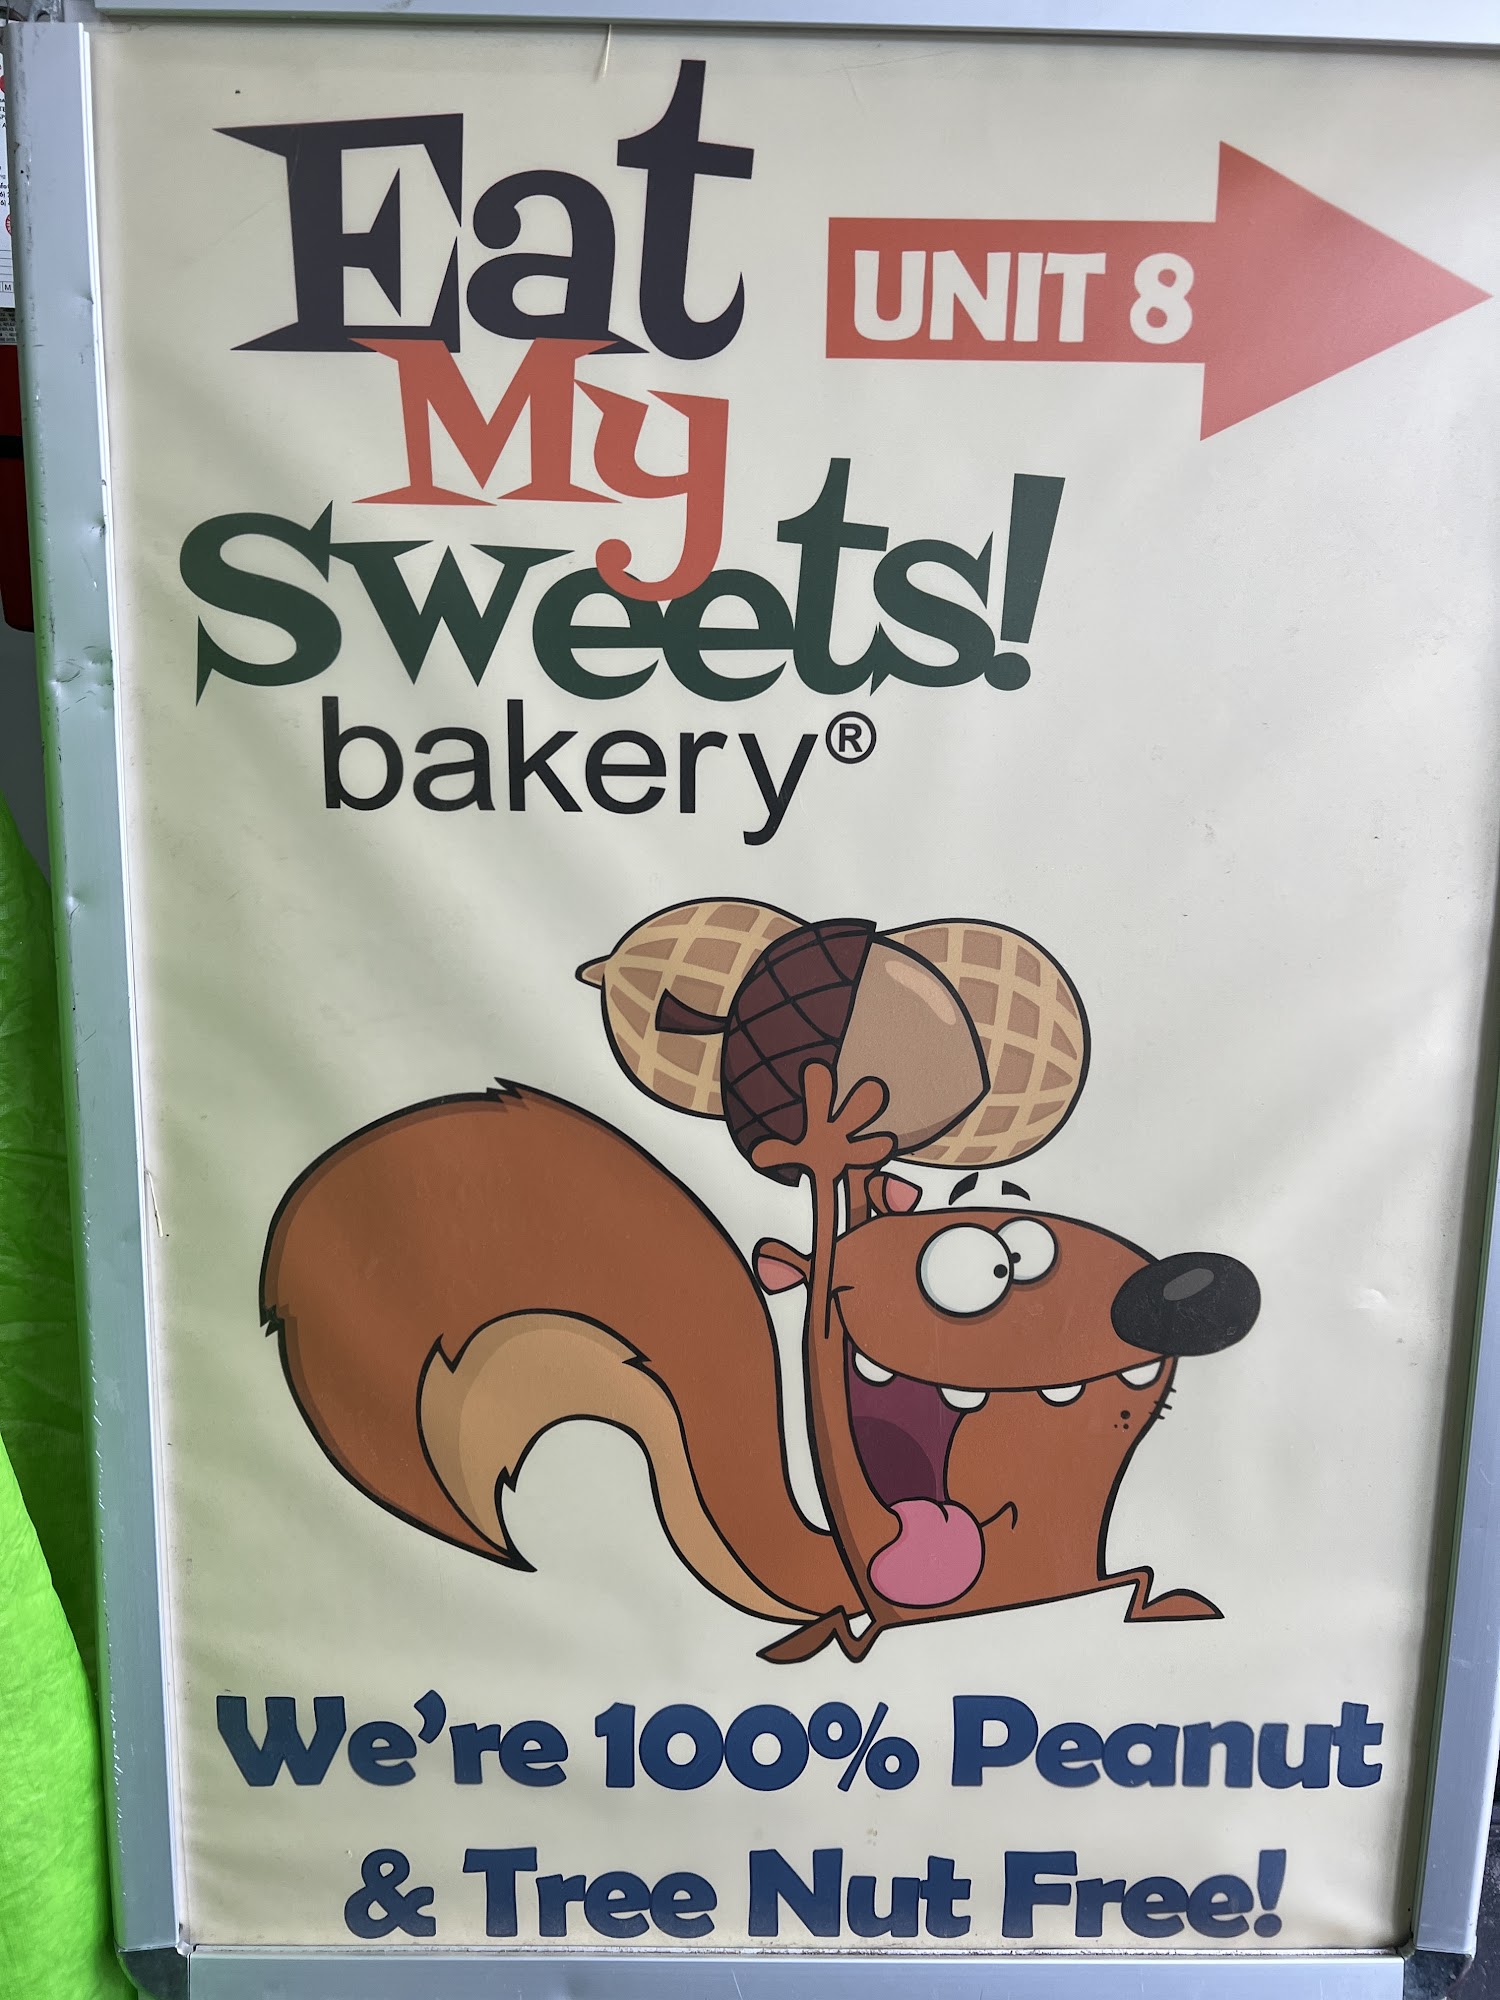 Eat
My
Sweets!
bakery®
UNIT 8
We're 100% Peanut
& Tree Nut Free!